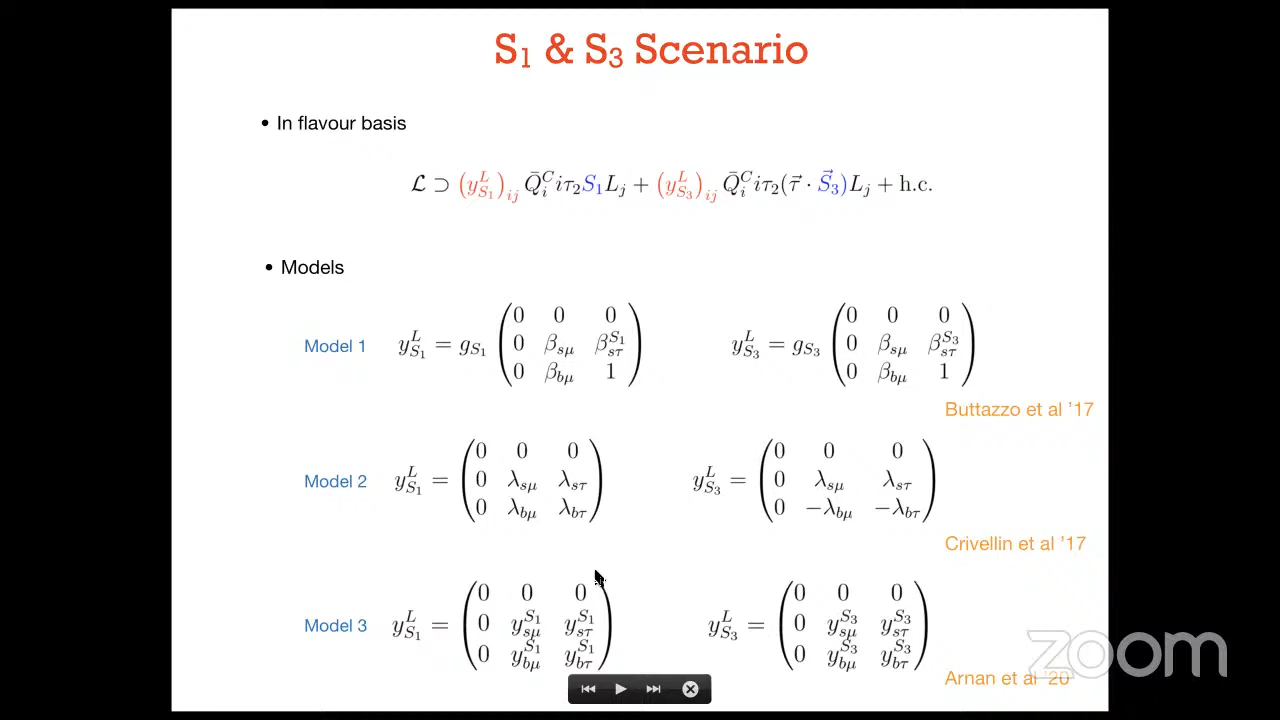 S₁ & S₃ Scenario
• In flavour basis
ℒ ⊃ (y^L_{S₁})_{ij} Q̄^C_i iτ₂S₁L_j + (y^L_{S₃})_{ij} Q̄^C_i iτ₂(τ⃗ · S⃗₃)L_j + h.c.
• Models
Model 1 y^L_{S₁} = g_{S₁} (0 0 0 y^L_{S₃} = g_{S₃} (0 0 0
0 β_{sμ} β^{S₁}_{sτ} 0 β_{sμ} β^{S₃}_{sτ}
0 β_{bμ} 1) 0 β_{bμ} 1)
Buttazzo et al ’17
Model 2 y^L_{S₁} = (0 0 0 y^L_{S₃} = (0 0 0
0 λ_{sμ} λ_{sτ} 0 λ_{sμ} λ_{sτ}
0 λ_{bμ} λ_{bτ}) 0 −λ_{bμ} −λ_{bτ})
Crivellin et al ’17
Model 3 y^L_{S₁} = (0 0 0 y^L_{S₃} = (0 0 0
0 y^{S₁}_{sμ} y^{S₁}_{sτ} 0 y^{S₃}_{sμ} y^{S₃}_{sτ}
0 y^{S₁}_{bμ} y^{S₁}_{bτ}) 0 y^{S₃}_{bμ} y^{S₃}_{bτ})
Arnan et al ’20
zoom